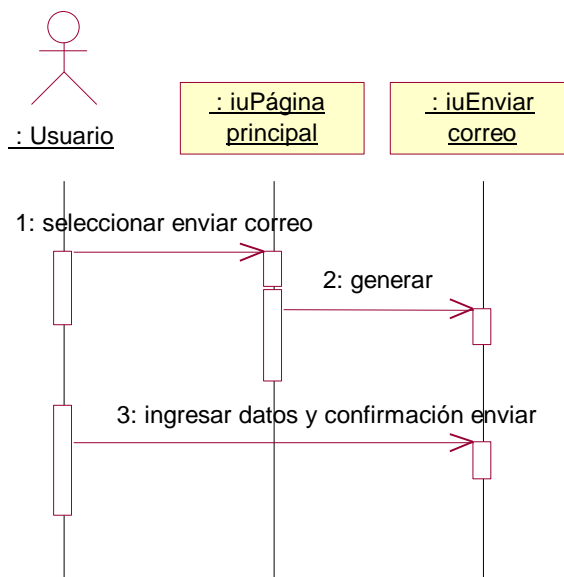 : Usuario
: iuPágina
principal
: iuEnviar
correo
1: seleccionar enviar correo
2: generar
3: ingresar datos y confirmación enviar